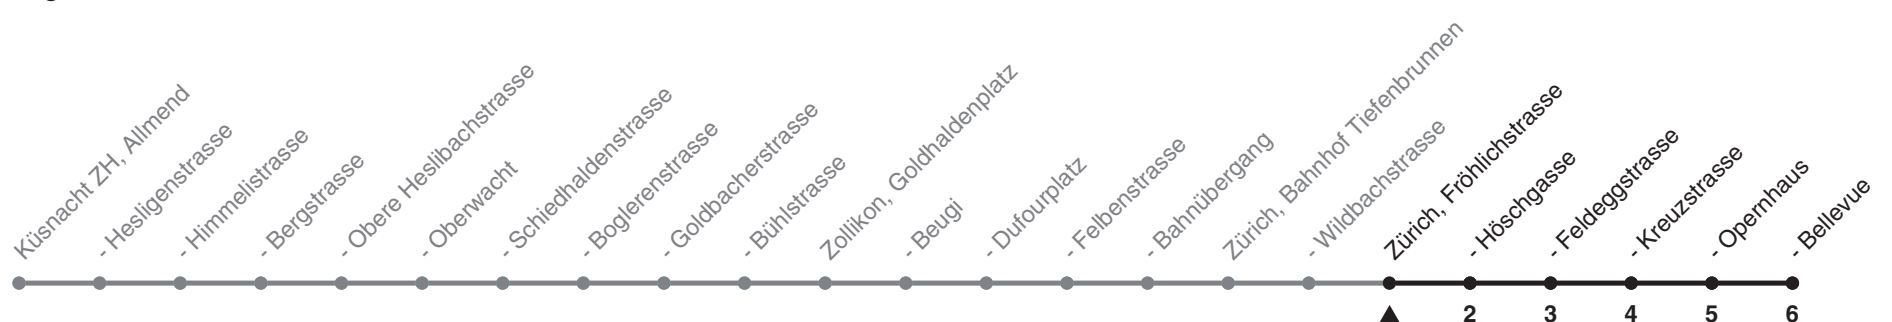 Küsnacht ZH, Allmend
- Hesligenstrasse
- Himmelistrasse
- Bergstrasse
- Obere Heslibachstrasse
- Oberwacht
- Schiedhaldenstrasse
- Boglerenstrasse
- Goldbacherstrasse
- Bühlstrasse
Zollikon, Goldhaldenplatz
- Beugi
- Dufourplatz
- Felbenstrasse
- Bahnübergang
Zürich, Bahnhof Tiefenbrunnen
- Wildbachstrasse
Zürich, Fröhlichstrasse
- Höschgasse
- Feldeggstrasse
- Kreuzstrasse
- Opernhaus
- Bellevue
2 3 4 5 6